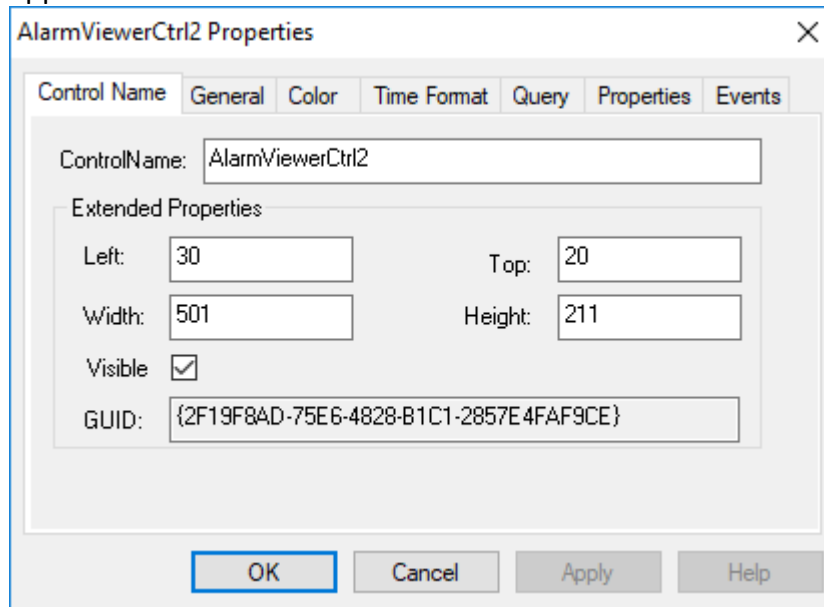 AlarmViewerCtrl2 Properties
Control Name General Color Time Format Query Properties Events
ControlName: AlarmViewerCtrl2
Extended Properties
Left: 30 Top: 20
Width: 501 Height: 211
Visible
GUID: {2F19F8AD-75E6-4828-B1C1-2857E4FAF9CE}
OK Cancel Apply Help